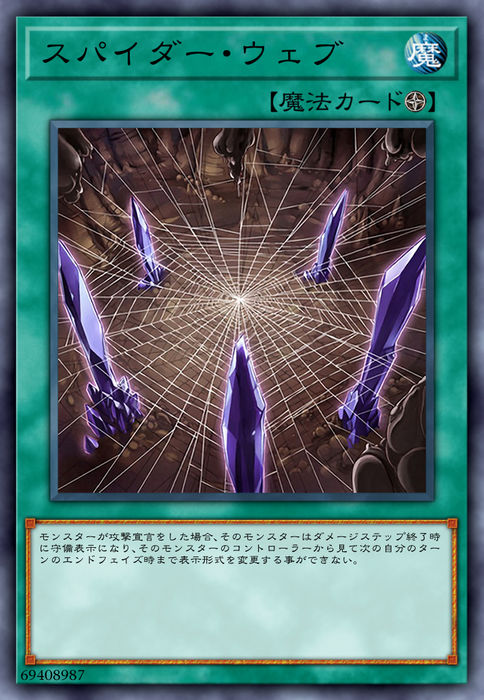 スパイダー・ウェブ
魔
【魔法カード】
モンスターが攻撃宣言をした場合、そのモンスターはダメージステップ終了時
に守備表示になり、そのモンスターのコントローラーから見て次の自分のター
ンのエンドフェイズ時まで表示形式を変更する事ができない。
69408987